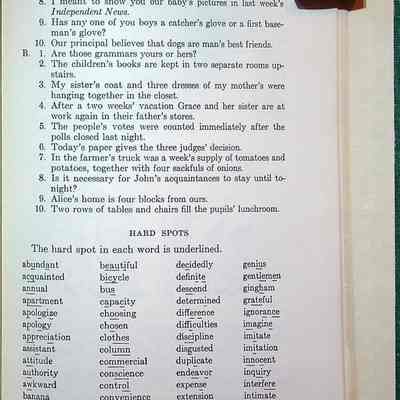 8. I meant to show you our baby's pictures in last week's
Independent News.
9. Has any one of you boys a catcher's glove or a first base-
man's glove?
10. Our principal believes that dogs are man's best friends.
B. 1. Are those grammars yours or hers?
2. The children's books are kept in two separate rooms up-
stairs.
3. My sister's coat and three dresses of my mother's were
hanging together in the closet.
4. After a two weeks' vacation Grace and her sister are at
work again in their father's stores.
5. The people's votes were counted immediately after the
polls closed last night.
6. Today's paper gives the three judges' decision.
7. In the farmer's truck was a week's supply of tomatoes and
potatoes, together with four sackfuls of onions.
8. Is it necessary for John's acquaintances to stay until to-
night?
9. Alice's home is four blocks from ours.
10. Two rows of tables and chairs fill the pupils' lunchroom.
HARD SPOTS
The hard spot in each word is underlined.
abundant beautiful decidedly genius
acquainted bicycle definite gentlemen
annual bus descend gingham
apartment capacity determined grateful
apologize choosing difference ignorance
apology chosen difficulties imagine
appreciation clothes discipline imitate
assistant column disgusted imitation
attitude commercial duplicate innocent
authority conscience endeavor inquiry
awkward control expense interfere
banana convenience extension intimate